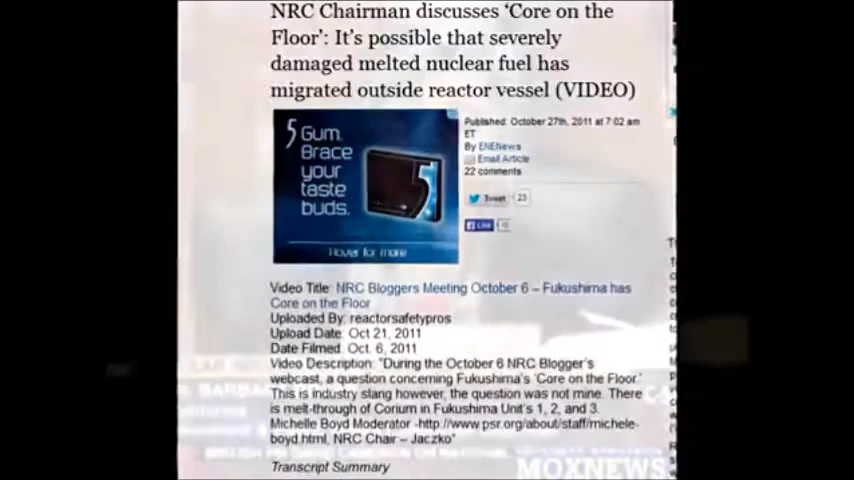 NRC Chairman discusses ‘Core on the
Floor’: It’s possible that severely
damaged melted nuclear fuel has
migrated outside reactor vessel (VIDEO)
5 Gum.
Brace
your
taste
buds.
5
Hover for more
Published: October 27th, 2011 at 7:02 am
ET
By ENENews
Email Article
22 comments
Tweet 23
Like
Video Title: NRC Bloggers Meeting October 6 – Fukushima has
Core on the Floor
Uploaded By: reactorsafetypros
Upload Date: Oct 21, 2011
Date Filmed: Oct. 6, 2011
Video Description: “During the October 6 NRC Blogger’s
webcast, a question concerning Fukushima’s ‘Core on the Floor.’
This is industry slang however, the question was not mine. There
is melt-through of Corium in Fukushima Unit’s 1, 2, and 3.
Michelle Boyd Moderator -http://www.psr.org/about/staff/michele-
boyd.html, NRC Chair – Jaczko”
Transcript Summary
MOXNEWS